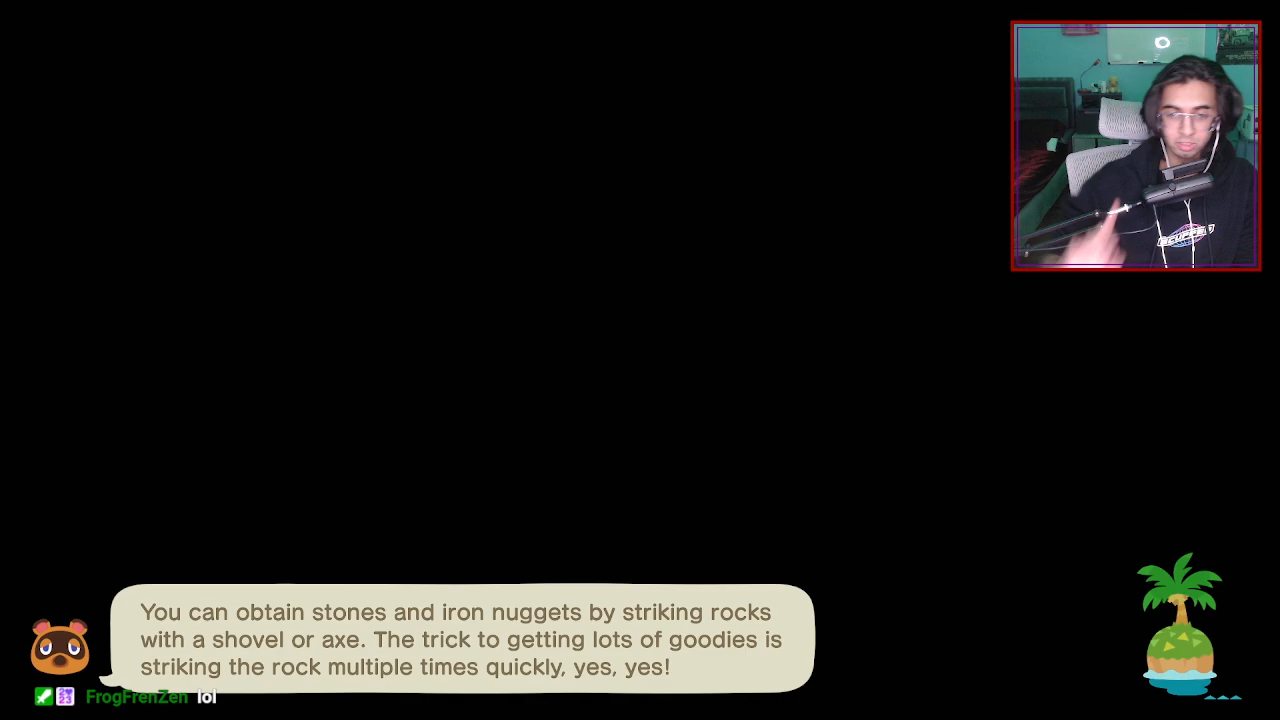 You can obtain stones and iron nuggets by striking rocks
with a shovel or axe. The trick to getting lots of goodies is
striking the rock multiple times quickly, yes, yes!
FrogFrenZen lol